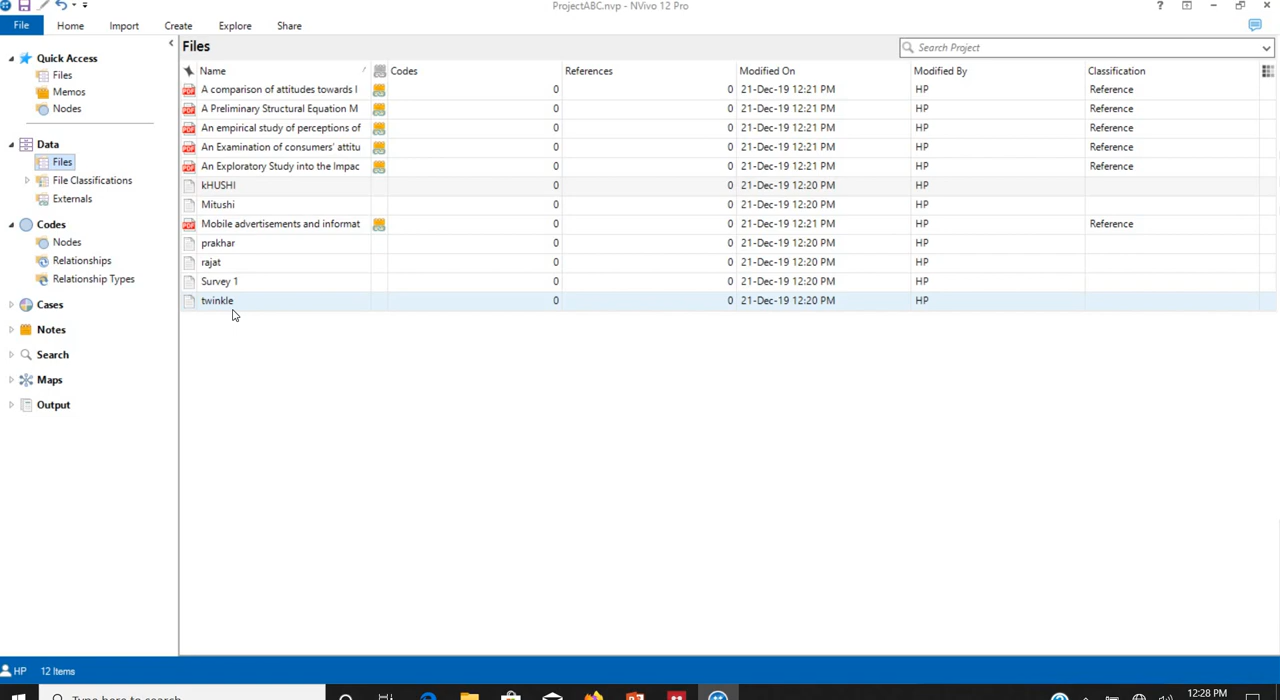 ProjectABC.nvp - NVivo 12 Pro
File Home Import Create Explore Share
Quick Access
Files
Memos
Nodes
Data
Files
File Classifications
Externals
Codes
Nodes
Relationships
Relationship Types
Cases
Notes
Search
Maps
Output
Files
Search Project
Name Codes References Modified On Modified By Classification
A comparison of attitudes towards l 0 0 21-Dec-19 12:21 PM HP Reference
A Preliminary Structural Equation M 0 0 21-Dec-19 12:21 PM HP Reference
An empirical study of perceptions of 0 0 21-Dec-19 12:21 PM HP Reference
An Examination of consumers' attitu 0 0 21-Dec-19 12:21 PM HP Reference
An Exploratory Study into the Impac 0 0 21-Dec-19 12:21 PM HP Reference
kHUSHI 0 0 21-Dec-19 12:20 PM HP
Mitushi 0 0 21-Dec-19 12:20 PM HP
Mobile advertisements and informat 0 0 21-Dec-19 12:21 PM HP Reference
prakhar 0 0 21-Dec-19 12:20 PM HP
rajat 0 0 21-Dec-19 12:20 PM HP
Survey 1 0 0 21-Dec-19 12:20 PM HP
twinkle 0 0 21-Dec-19 12:20 PM HP
HP 12 Items
Type here to search
12:28 PM